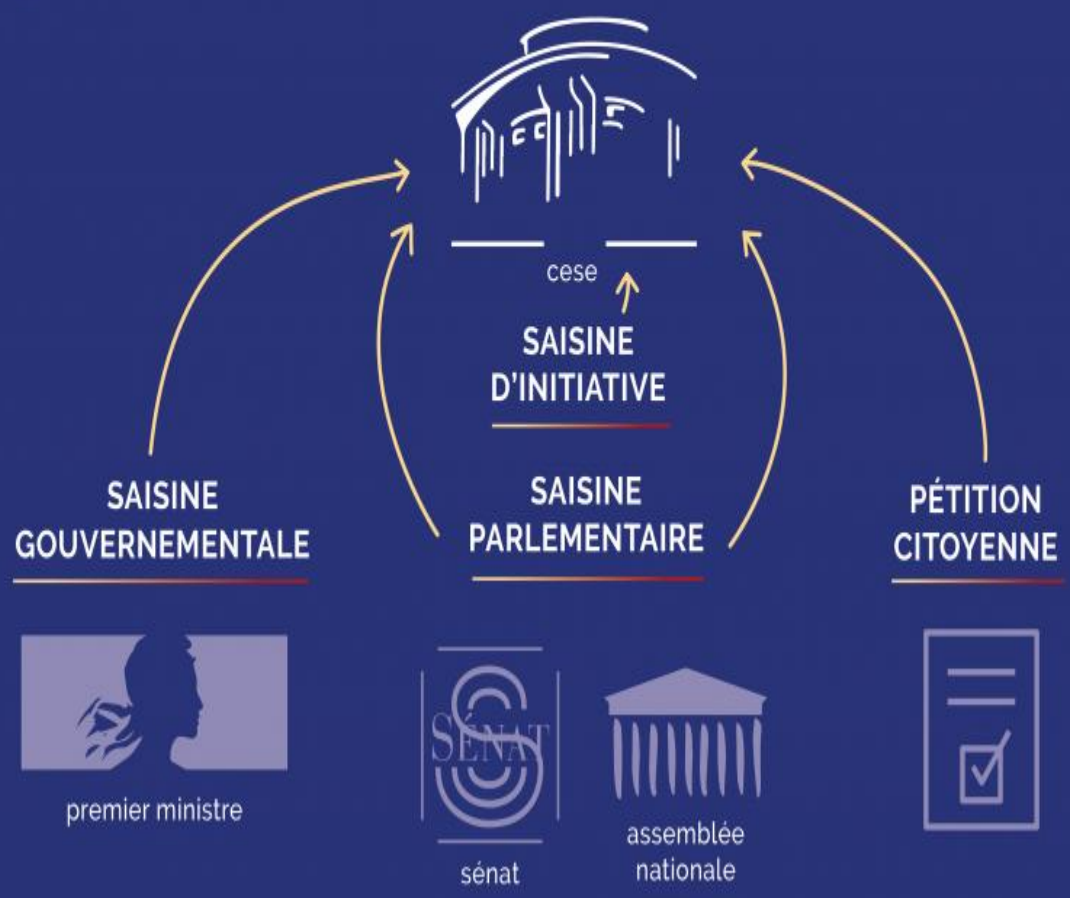 cese
SAISINE
D'INITIATIVE
SAISINE
GOUVERNEMENTALE
premier ministre
SAISINE
PARLEMENTAIRE
SÉNAT
sénat
assemblée
nationale
PÉTITION
CITOYENNE